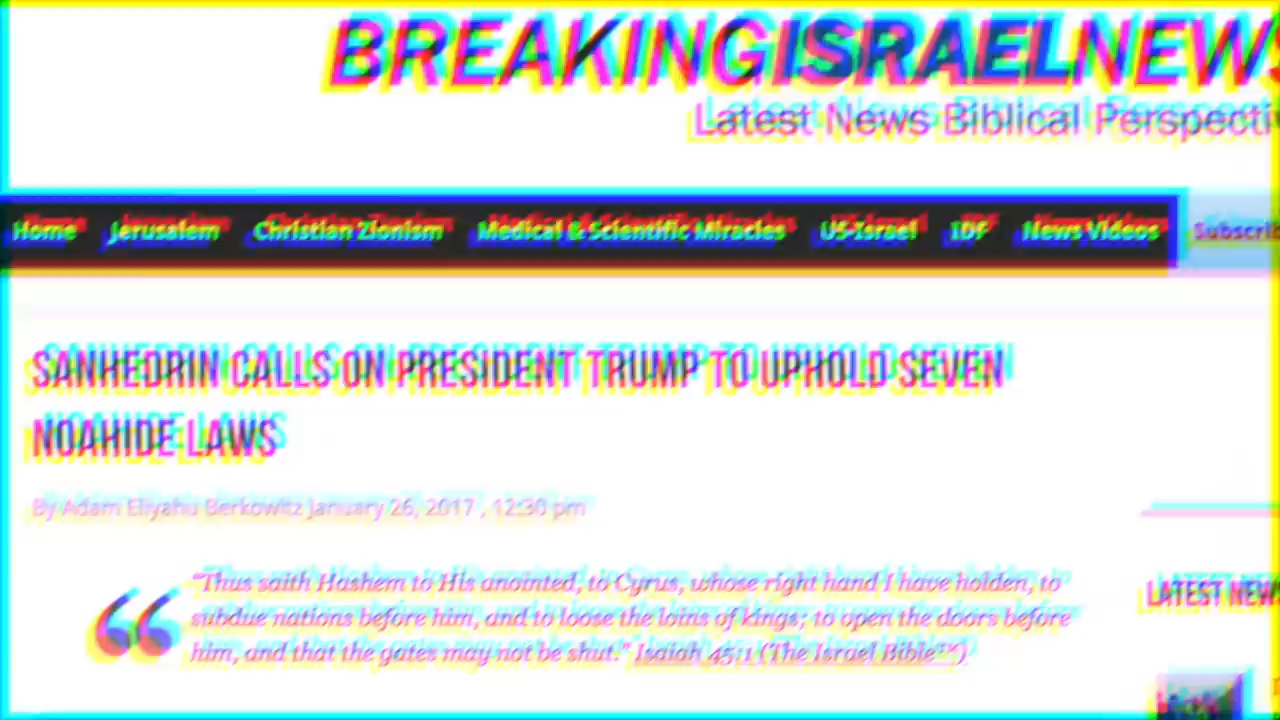 BREAKINGISRAELNEWS
Latest News Biblical
Home Jerusalem Christian Zionism Medical & Scientific Miracles US-Israel IDF News Videos
SANHEDRIN CALLS ON PRESIDENT TRUMP TO UPHOLD SEVEN
NOAHIDE LAWS
By Adam Eliyahu Berkowitz January 26, 2017 , 12:30 pm
“Thus saith Hashem to His anointed, to Cyrus, whose right hand I have holden, to
subdue nations before him, and to loose the loins of kings; to open the doors before
him, and that the gates may not be shut.” Isaiah 45:1 (The Israel Bible™)
LATEST NEWS